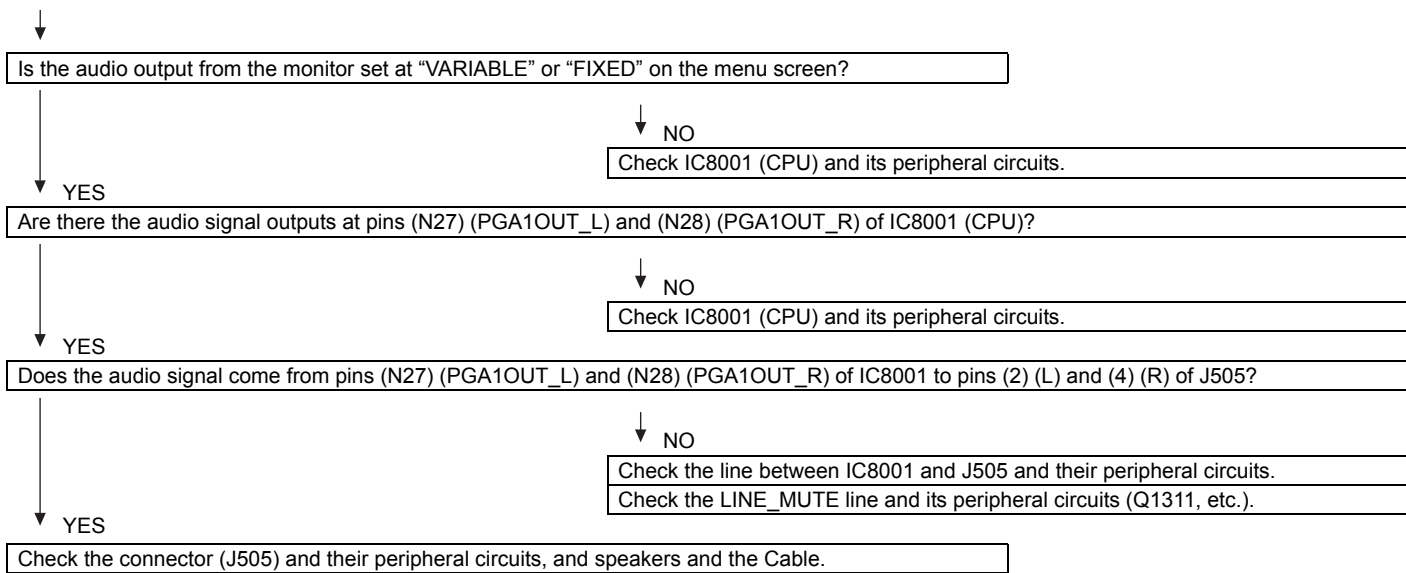 Is the audio output from the monitor set at “VARIABLE” or “FIXED” on the menu screen?
NO
Check IC8001 (CPU) and its peripheral circuits.
YES
Are there the audio signal outputs at pins (N27) (PGA1OUT_L) and (N28) (PGA1OUT_R) of IC8001 (CPU)?
NO
Check IC8001 (CPU) and its peripheral circuits.
YES
Does the audio signal come from pins (N27) (PGA1OUT_L) and (N28) (PGA1OUT_R) of IC8001 to pins (2) (L) and (4) (R) of J505?
NO
Check the line between IC8001 and J505 and their peripheral circuits.
Check the LINE_MUTE line and its peripheral circuits (Q1311, etc.).
YES
Check the connector (J505) and their peripheral circuits, and speakers and the Cable.